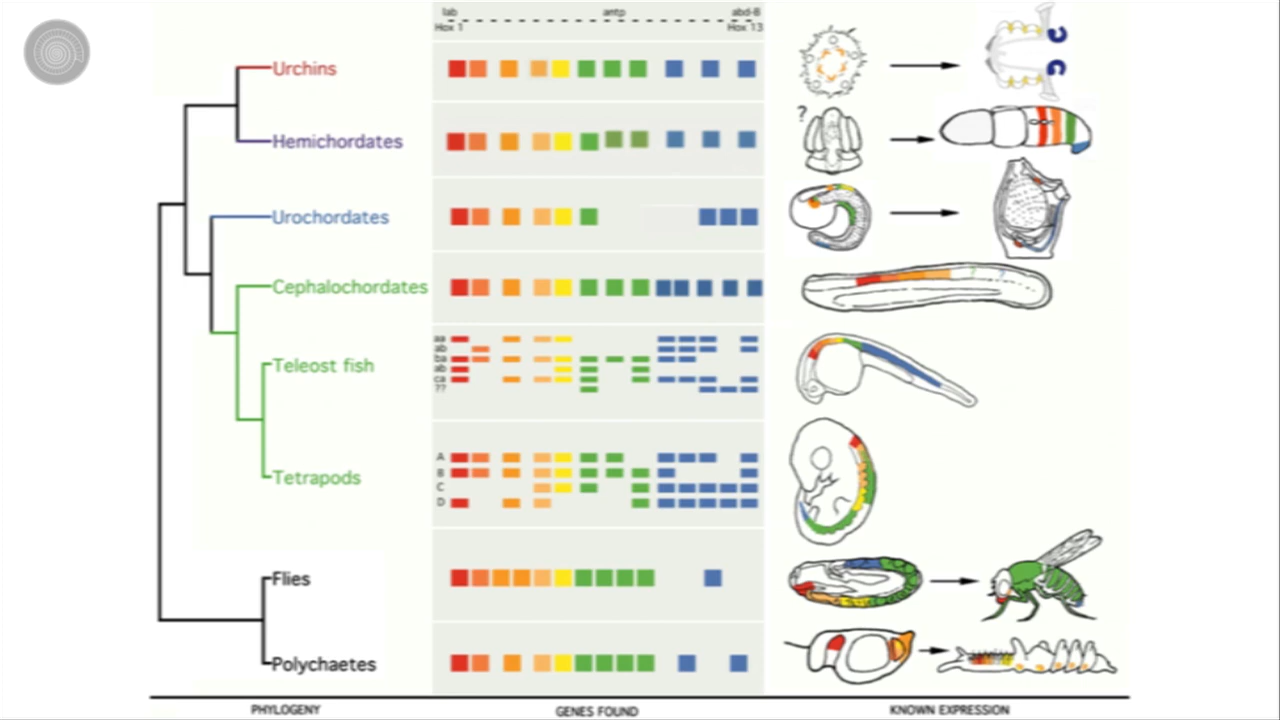 lab antp abd-B
Hox 1 Hox 13
Urchins
Hemichordates
?
Urochordates
Cephalochordates
? ?
aa
ab
Teleost fish
ba
ab
ca
??
A
B
Tetrapods
C
D
Flies
Polychaetes
PHYLOGENY GENES FOUND KNOWN EXPRESSION